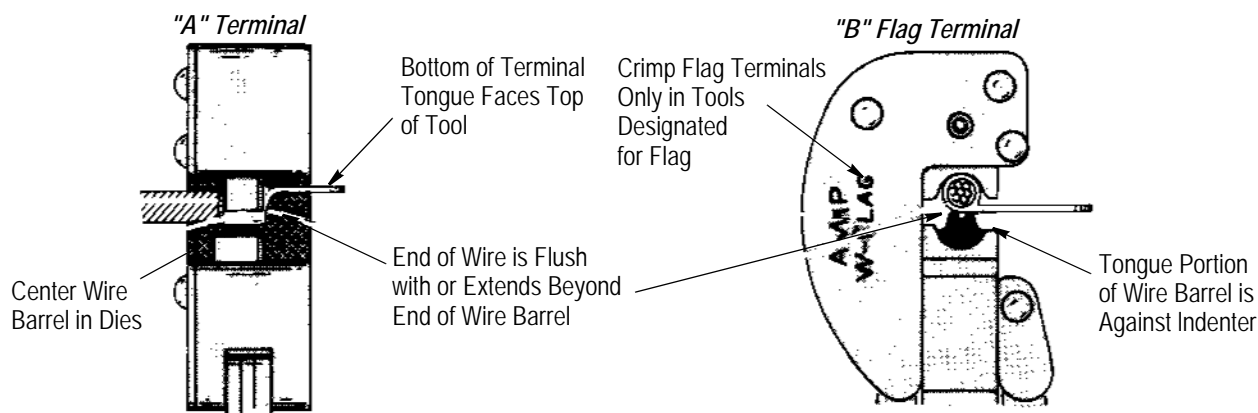 "A" Terminal
Bottom of Terminal
Tongue Faces Top
of Tool
Center Wire
Barrel in Dies
End of Wire is Flush
with or Extends Beyond
End of Wire Barrel
"B" Flag Terminal
Crimp Flag Terminals
Only in Tools
Designated
for Flag
AMP
Tongue Portion
of Wire Barrel is
Against Indenter